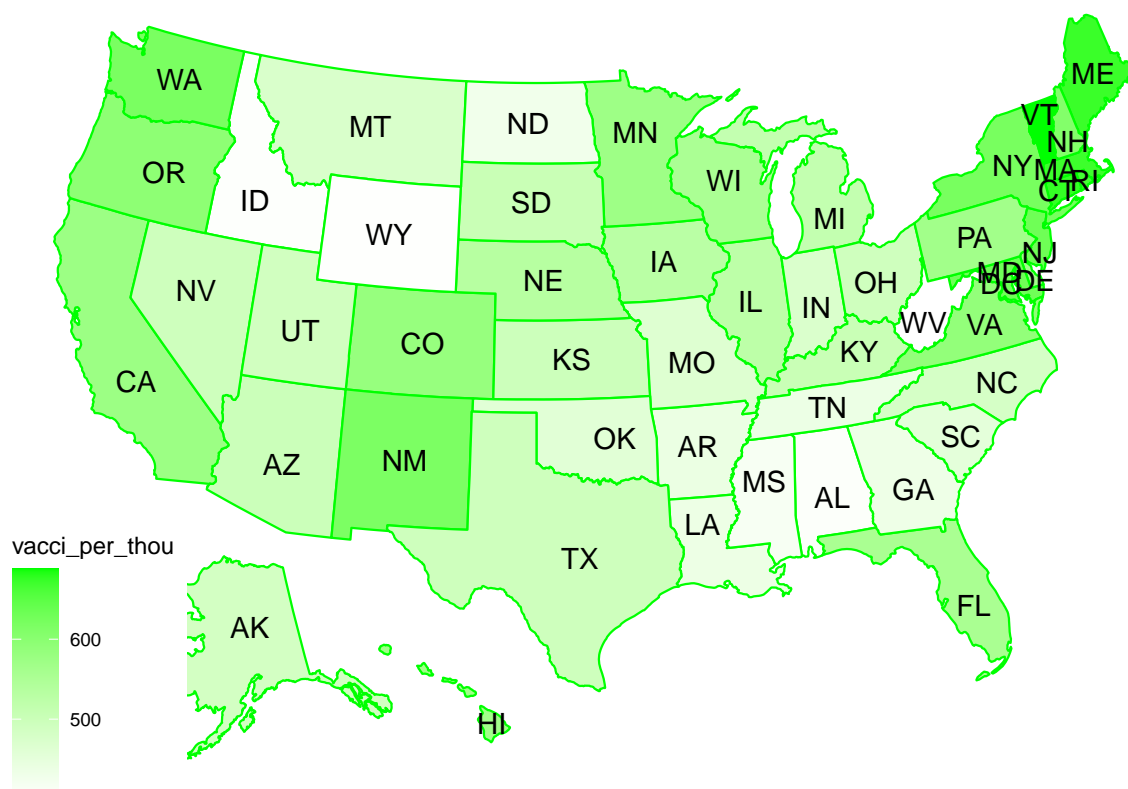 ME
WA
VT
MT
ND
MN
NH
OR
NY
MA
WI
RI
ID
SD
CT
MI
WY
PA
NJ
IA
MD
NV
NE
OH
DC
DE
IL
IN
UT
WV
VA
CO
KY
KS
MO
CA
NC
TN
OK
SC
AR
AZ
NM
MS
GA
AL
LA
vacci_per_thou
TX
FL
AK
600
500
HI